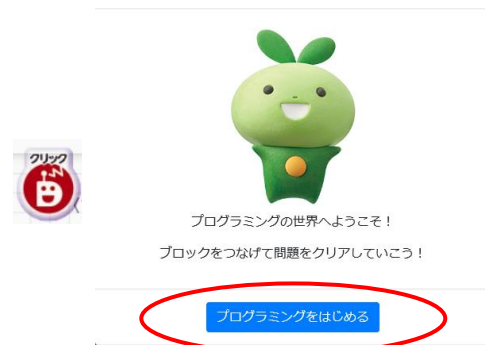 クリック
プログラミングの世界へようこそ！
ブロックをつなげて問題をクリアしていこう！
プログラミングをはじめる